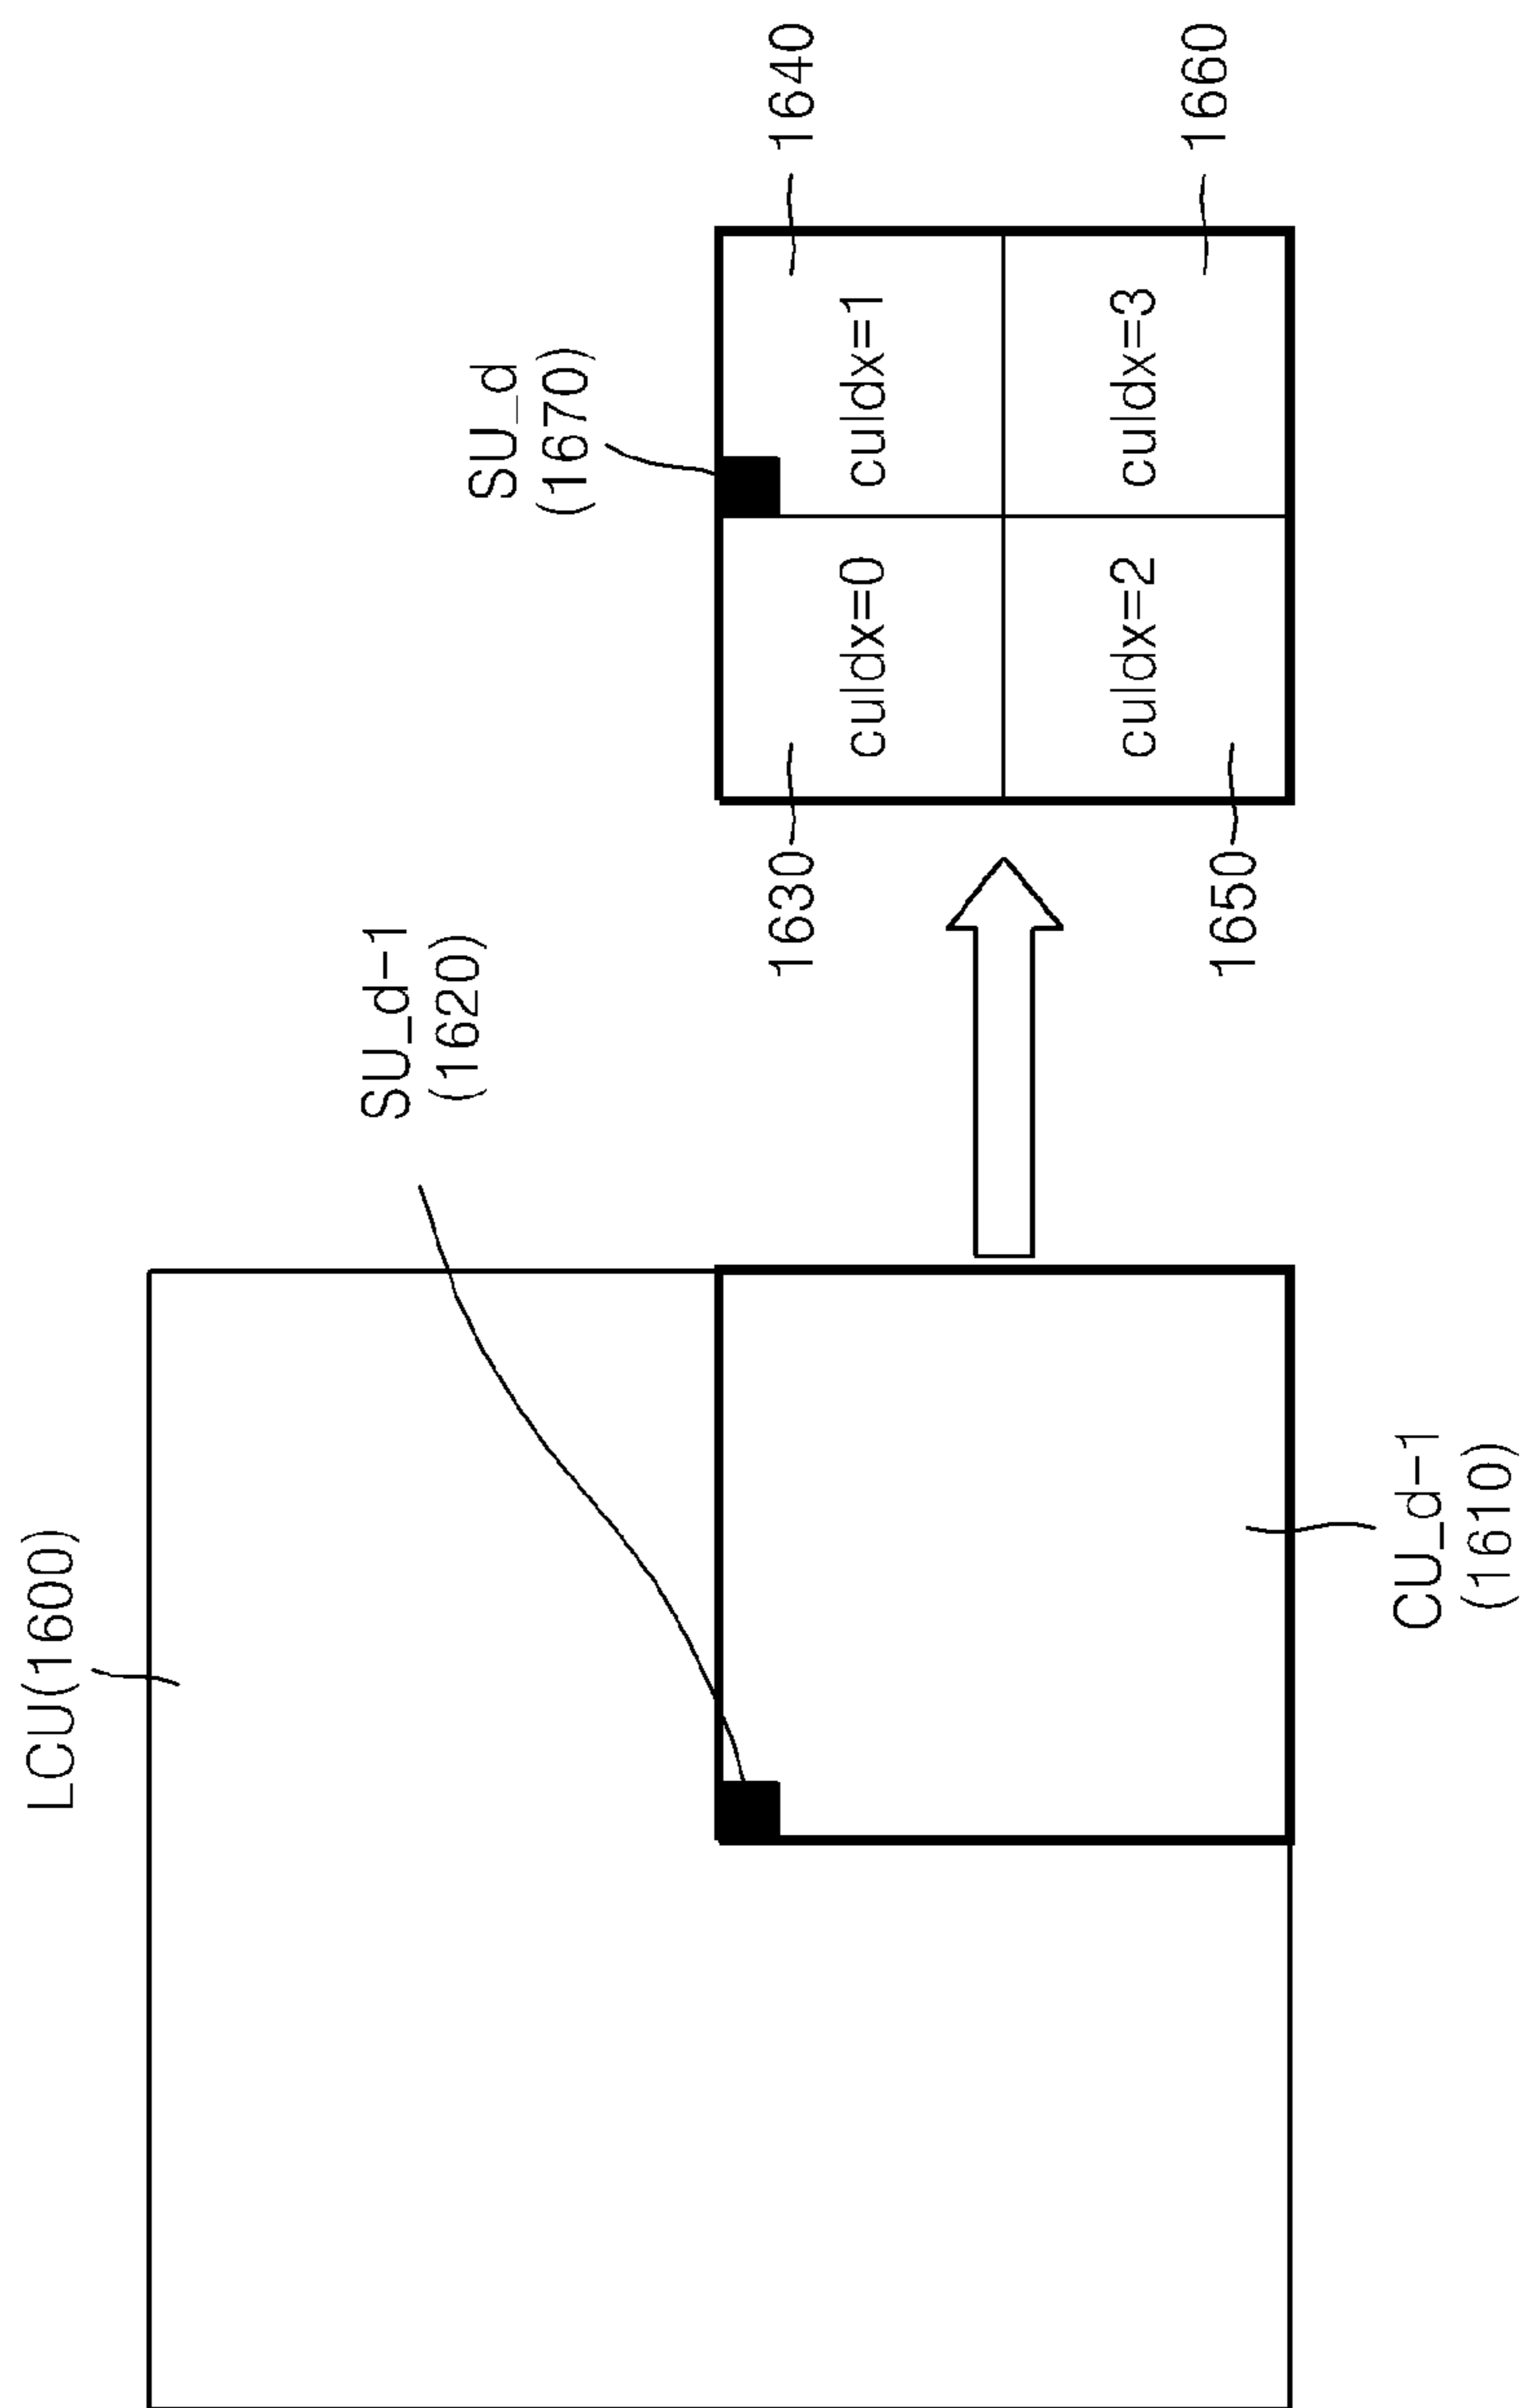 LCU(1600)
SU_d-1
(1620)
CU_d-1
(1610)
SU_d
(1670)
1630
1640
cuIdx=0
cuIdx=1
cuIdx=2
cuIdx=3
1650
1660